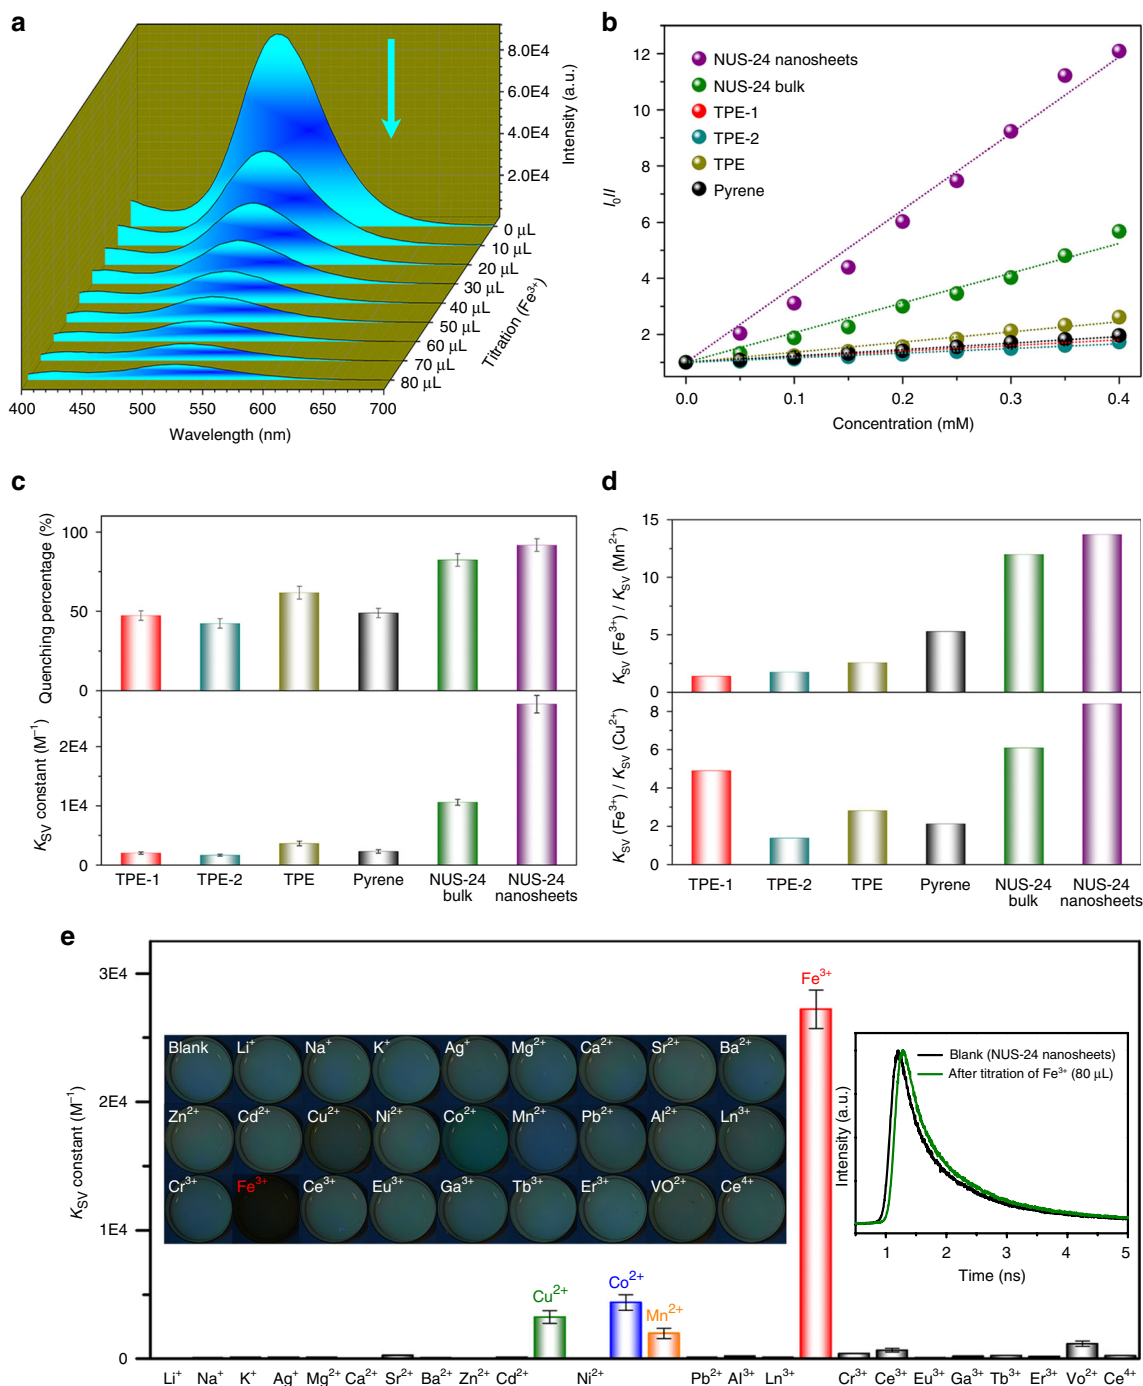 a
8.0E4
6.0E4
4.0E4
2.0E4
Intensity (a.u.)
0 µL
10 µL
20 µL
30 µL
40 µL
50 µL
60 µL
70 µL
80 µL
Titration (Fe³⁺)
400 450 500 550 600 650 700
Wavelength (nm)
b
12
10
8
6
4
2
I₀/I
NUS-24 nanosheets
NUS-24 bulk
TPE-1
TPE-2
TPE
Pyrene
0.0 0.1 0.2 0.3 0.4
Concentration (mM)
c
100
50
0
Quenching percentage (%)
2E4
1E4
0
K_SV constant (M⁻¹)
TPE-1 TPE-2 TPE Pyrene NUS-24 bulk NUS-24 nanosheets
d
15
10
5
0
K_SV (Fe³⁺) / K_SV (Mn²⁺)
8
6
4
2
0
K_SV (Fe³⁺) / K_SV (Cu²⁺)
TPE-1 TPE-2 TPE Pyrene NUS-24 bulk NUS-24 nanosheets
e
3E4
2E4
1E4
0
K_SV constant (M⁻¹)
Blank Li⁺ Na⁺ K⁺ Ag⁺ Mg²⁺ Ca²⁺ Sr²⁺ Ba²⁺
Zn²⁺ Cd²⁺ Cu²⁺ Ni²⁺ Co²⁺ Mn²⁺ Pb²⁺ Al²⁺ Ln³⁺
Cr³⁺ Fe³⁺ Ce³⁺ Eu³⁺ Ga³⁺ Tb³⁺ Er³⁺ VO²⁺ Ce⁴⁺
Cu²⁺
Co²⁺
Mn²⁺
Fe³⁺
Blank (NUS-24 nanosheets)
After titration of Fe³⁺ (80 µL)
Intensity (a.u.)
1 2 3 4 5
Time (ns)
Li⁺ Na⁺ K⁺ Ag⁺ Mg²⁺ Ca²⁺ Sr²⁺ Ba²⁺ Zn²⁺ Cd²⁺ Ni²⁺ Pb²⁺ Al³⁺ Ln³⁺ Cr³⁺ Ce³⁺ Eu³⁺ Ga³⁺ Tb³⁺ Er³⁺ Vo²⁺ Ce⁴⁺